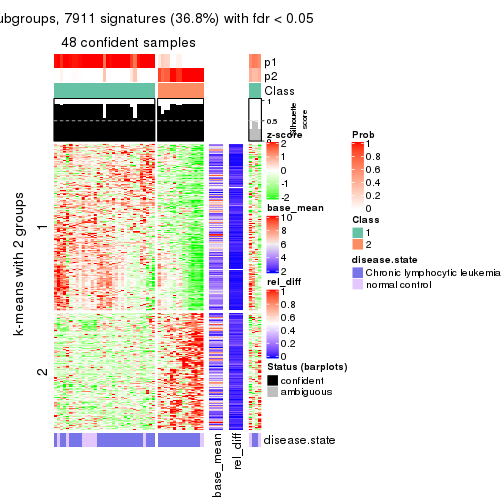 ubgroups, 7911 signatures (36.8%) with fdr < 0.05
48 confident samples
p1
p2
Class
1
0.5
0
Silhouette
score
k-means with 2 groups
1
2
base_mean
rel_diff
disease.state
z-score
2
1
0
-1
-2
base_mean
10
8
6
4
2
rel_diff
1
0.8
0.6
0.4
0.2
0
Status (barplots)
confident
ambiguous
Prob
1
0.8
0.6
0.4
0.2
0
Class
1
2
disease.state
Chronic lymphocytic leukemia
normal control